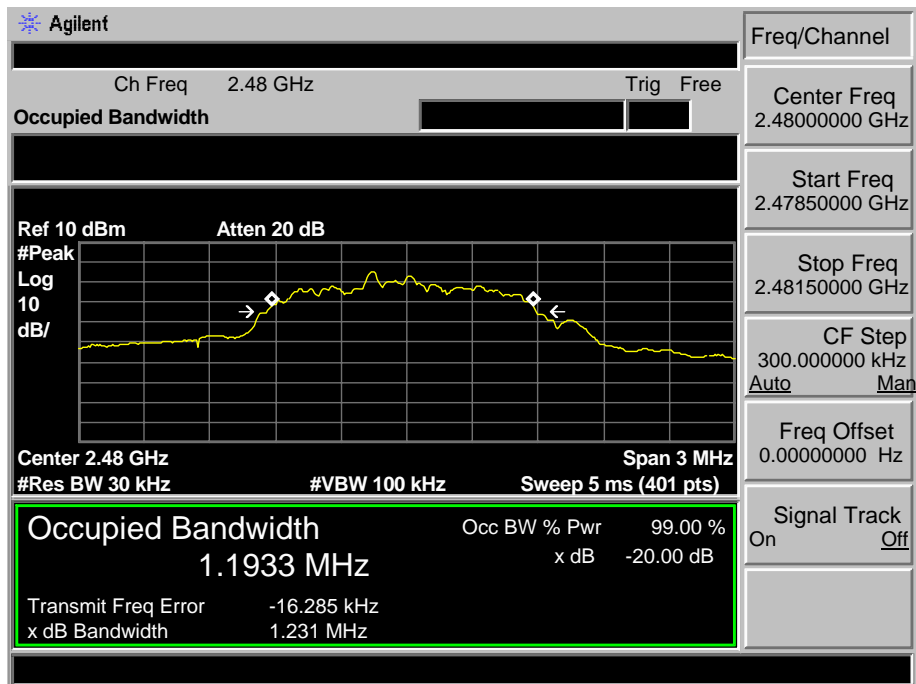 Agilent
Freq/Channel
Ch Freq 2.48 GHz Trig Free
Occupied Bandwidth
Center Freq
2.48000000 GHz
Start Freq
2.47850000 GHz
Stop Freq
2.48150000 GHz
CF Step
300.000000 kHz
Auto Man
Freq Offset
0.00000000 Hz
Signal Track
On Off
Ref 10 dBm Atten 20 dB
#Peak
Log
10
dB/
Center 2.48 GHz Span 3 MHz
#Res BW 30 kHz #VBW 100 kHz Sweep 5 ms (401 pts)
Occupied Bandwidth
1.1933 MHz
Occ BW % Pwr 99.00 %
x dB -20.00 dB
Transmit Freq Error -16.285 kHz
x dB Bandwidth 1.231 MHz